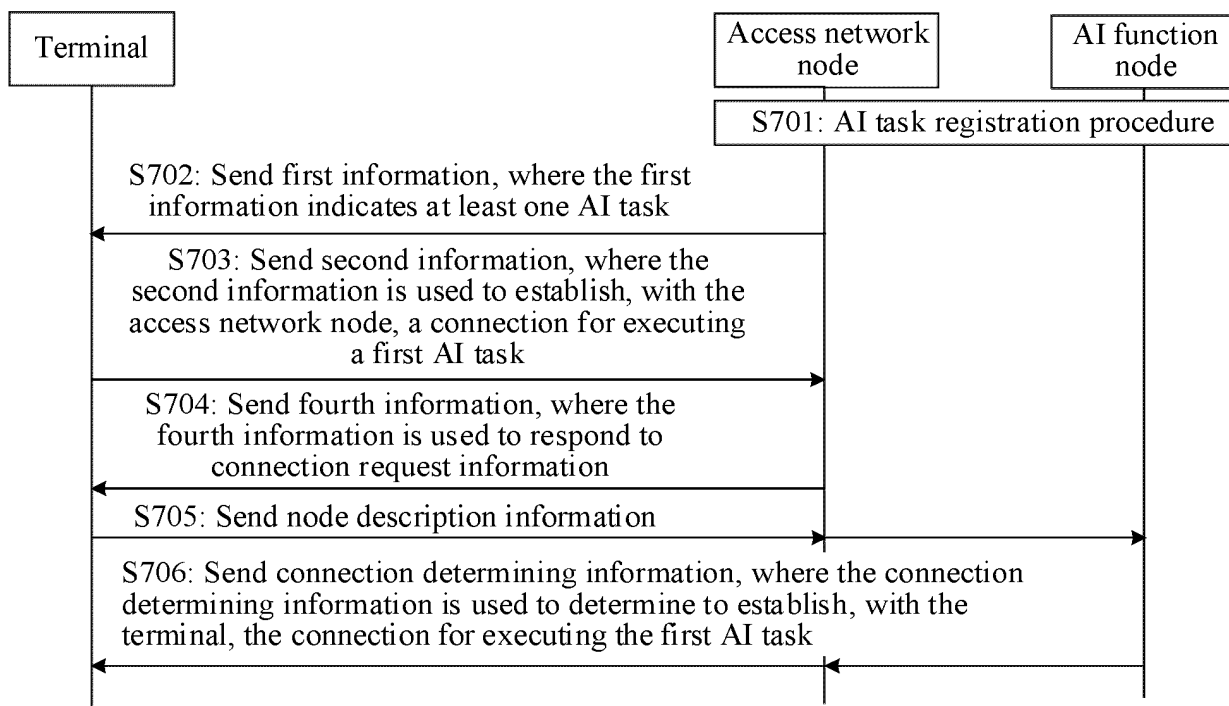 Terminal
Access network
node
AI function
node
S701: AI task registration procedure
S702: Send first information, where the first
information indicates at least one AI task
S703: Send second information, where the
second information is used to establish, with the
access network node, a connection for executing
a first AI task
S704: Send fourth information, where the
fourth information is used to respond to
connection request information
S705: Send node description information
S706: Send connection determining information, where the connection
determining information is used to determine to establish, with the
terminal, the connection for executing the first AI task